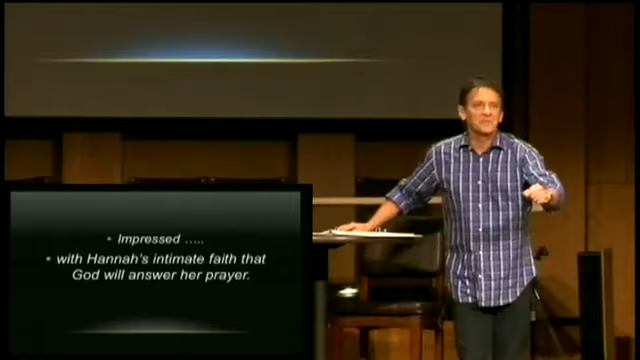 • Impressed …..
• with Hannah's intimate faith that
God will answer her prayer.